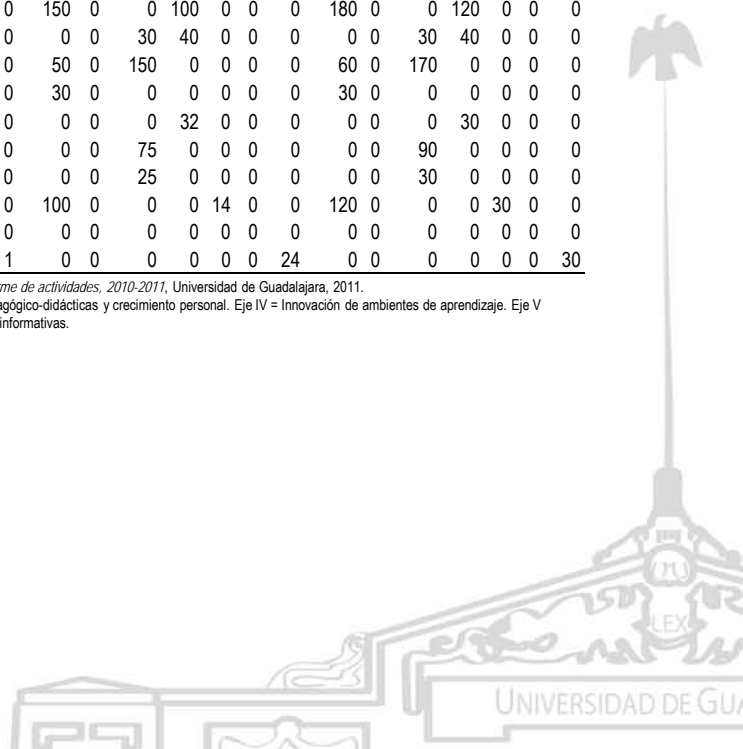 0 150 0 0 100 0 0 0 180 0 0 120 0 0 0
0 0 0 30 40 0 0 0 0 0 30 40 0 0 0
0 50 0 150 0 0 0 0 60 0 170 0 0 0 0
0 30 0 0 0 0 0 0 30 0 0 0 0 0 0
0 0 0 0 32 0 0 0 0 0 0 30 0 0 0
0 0 0 75 0 0 0 0 0 0 90 0 0 0 0
0 0 0 25 0 0 0 0 0 0 30 0 0 0 0
0 100 0 0 0 14 0 0 120 0 0 0 30 0 0
0 0 0 0 0 0 0 0 0 0 0 0 0 0 0
1 0 0 0 0 0 0 24 0 0 0 0 0 0 30
rme de actividades, 2010-2011, Universidad de Guadalajara, 2011.
agógico-didácticas y crecimiento personal. Eje IV = Innovación de ambientes de aprendizaje. Eje V
informativas.
LEX
UNIVERSIDAD DE GUA